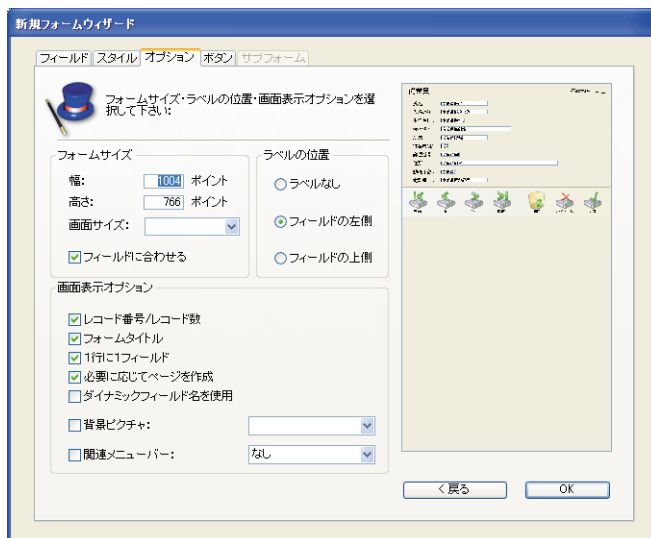 新規フォームウィザード
フィールド スタイル オプション ボタン サブフォーム
フォームサイズ・ラベルの位置・画面表示オプションを選
択して下さい:
フォームサイズ
幅: 1004 ポイント
高さ: 766 ポイント
画面サイズ:
フィールドに合わせる
ラベルの位置
ラベルなし
フィールドの左側
フィールドの上側
画面表示オプション
レコード番号/レコード数
フォームタイトル
1行に1フィールド
必要に応じてページを作成
ダイナミックフィールド名を使用
背景ピクチャ:
関連メニューバー: なし
< 戻る
OK